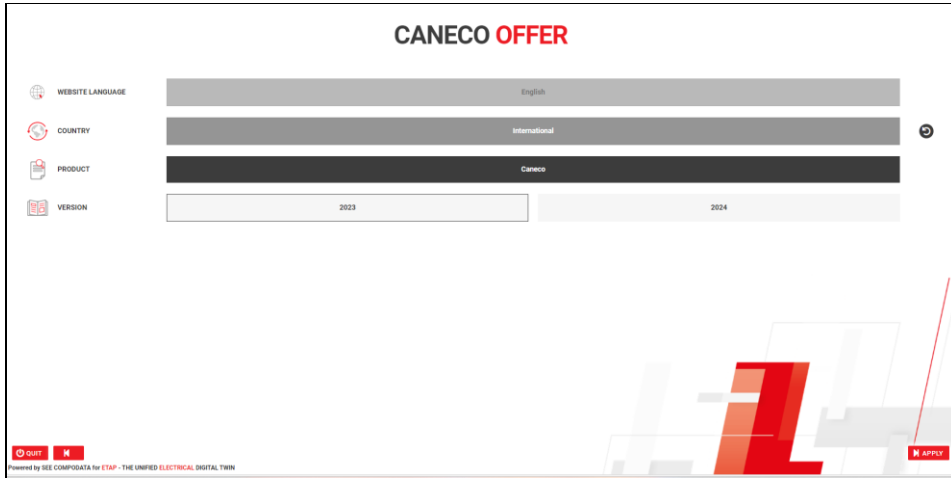 CANECO OFFER
WEBSITE LANGUAGE
English
COUNTRY
International
PRODUCT
Caneco
VERSION
2023
2024
QUIT
APPLY
Powered by SEE COMPODATA for ETAP - THE UNIFIED ELECTRICAL DIGITAL TWIN